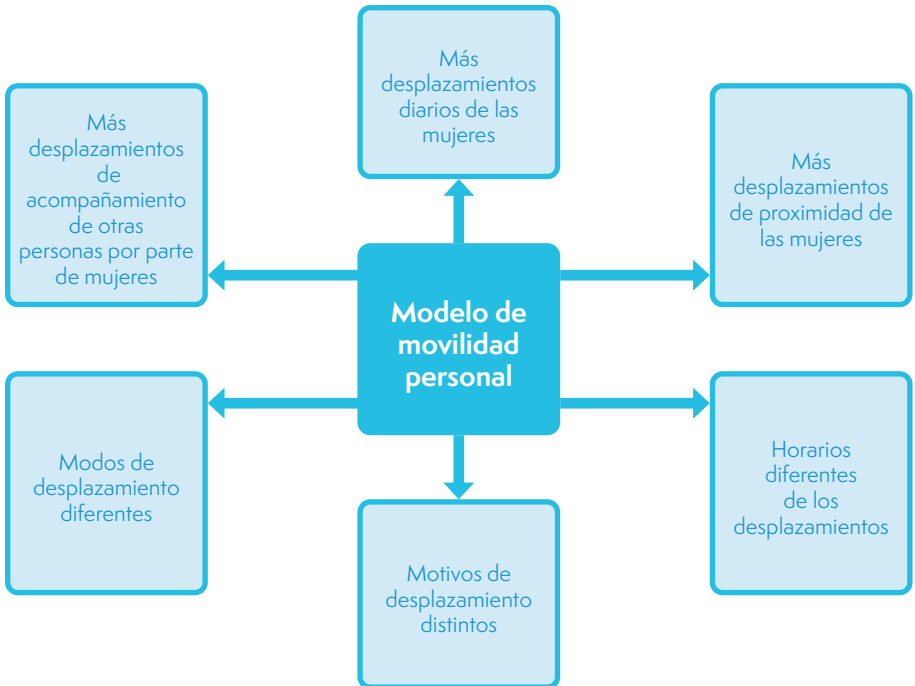 Más
desplazamientos
diarios de las
mujeres
Más
desplazamientos
de
acompañamiento
de otras
personas por parte
de mujeres
Más
desplazamientos
de proximidad de
las mujeres
Modelo de
movilidad
personal
Modos de
desplazamiento
diferentes
Horarios
diferentes
de los
desplazamientos
Motivos de
desplazamiento
distintos